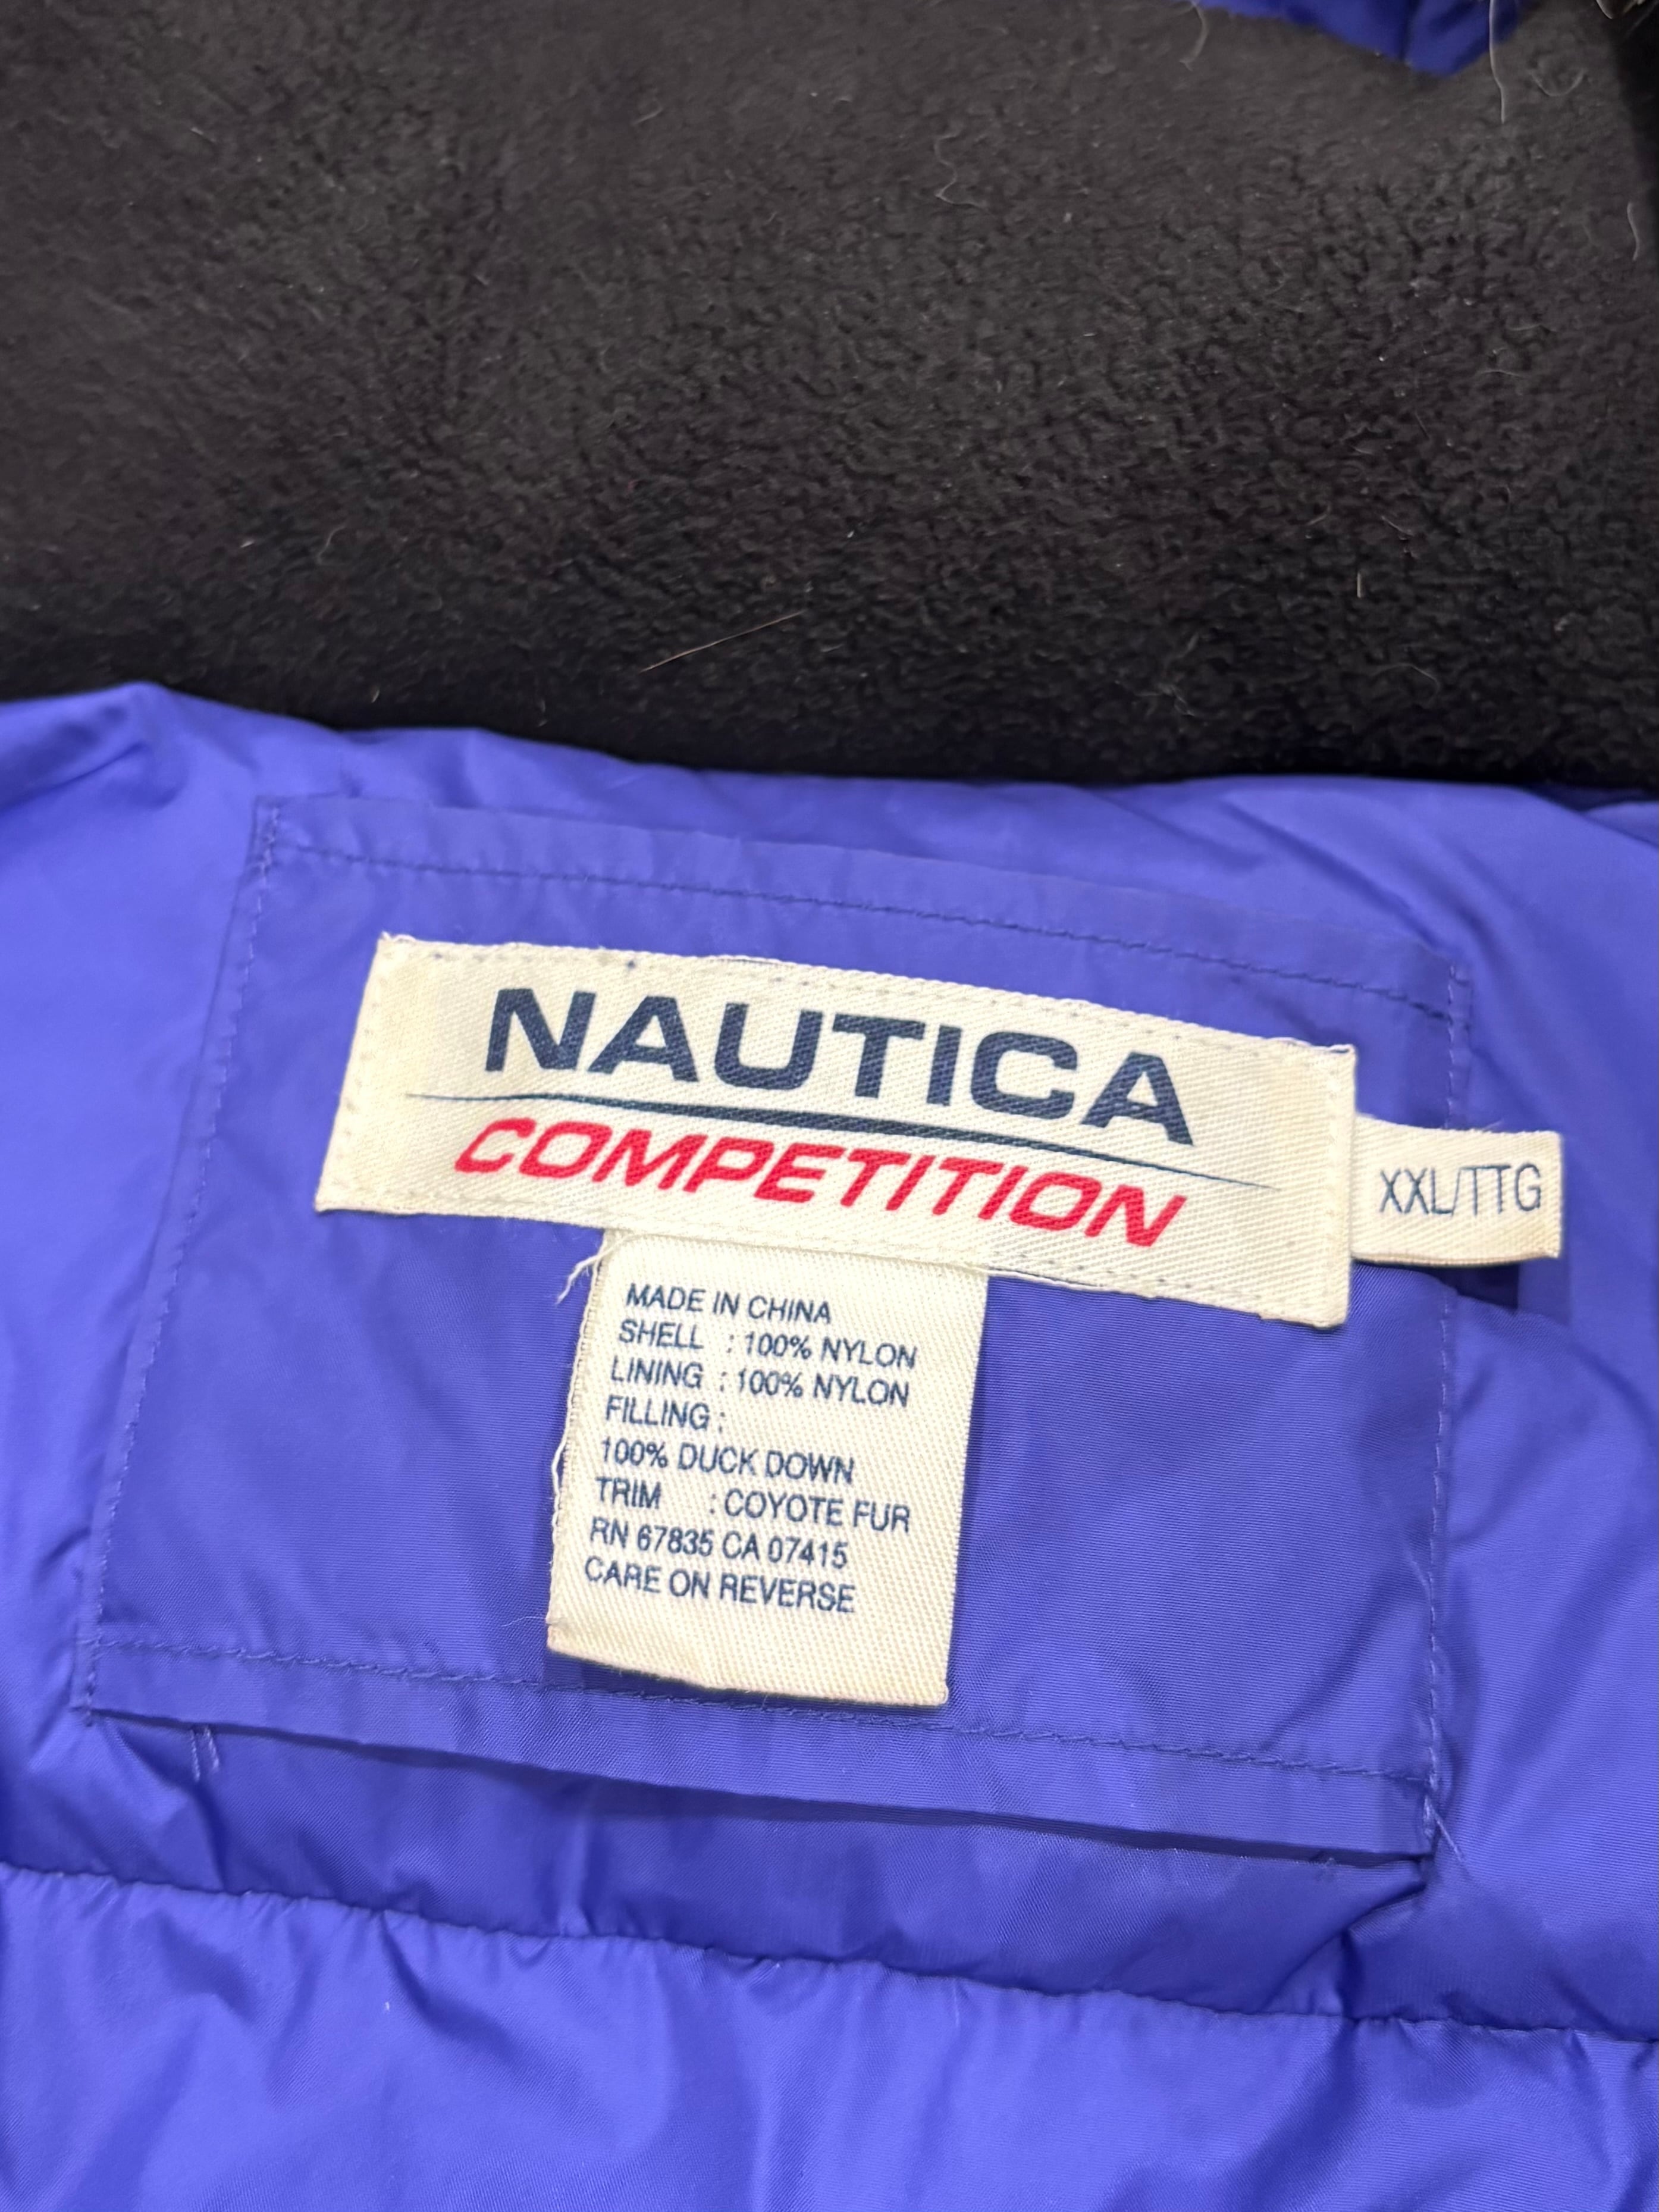 NAUTICA
COMPETITION
XXL/TTG
MADE IN CHINA
SHELL : 100% NYLON
LINING : 100% NYLON
FILLING :
100% DUCK DOWN
TRIM : COYOTE FUR
RN 67835 CA 07415
CARE ON REVERSE